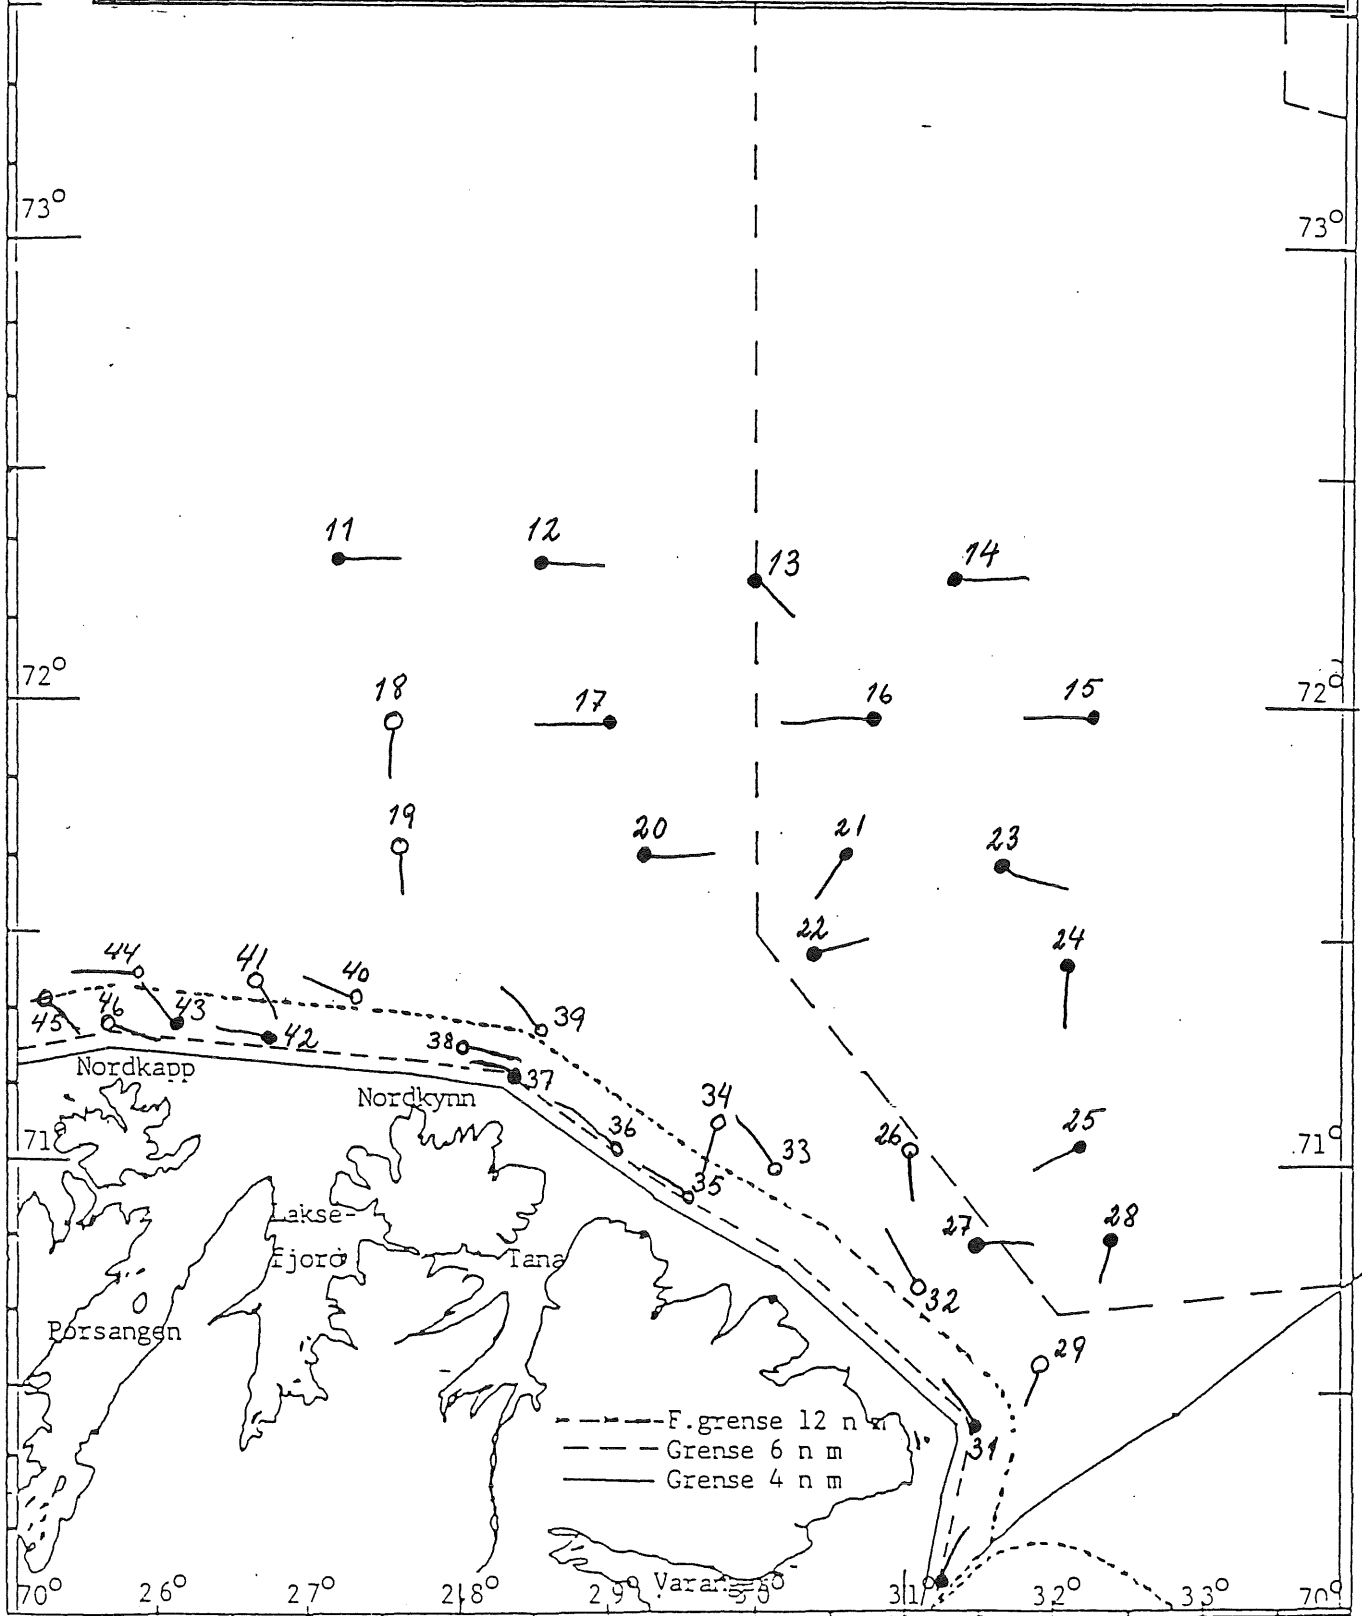 73° 73°
11 12 13 14
72° 72°
18 17 16 15
19 20 21 23
22 24
44 41 40
45 46 43 42 39
38
Nordkapp 37
Nordkynn 34
36 26 25
71° 33 71°
35
Lakse- 27 28
fjord Tana
32
Porsangen
29
F.grense 12 n m
31
Grense 6 n m
Grense 4 n m
Varanger
70° 26° 27° 28° 29° 31° 32° 33° 70°